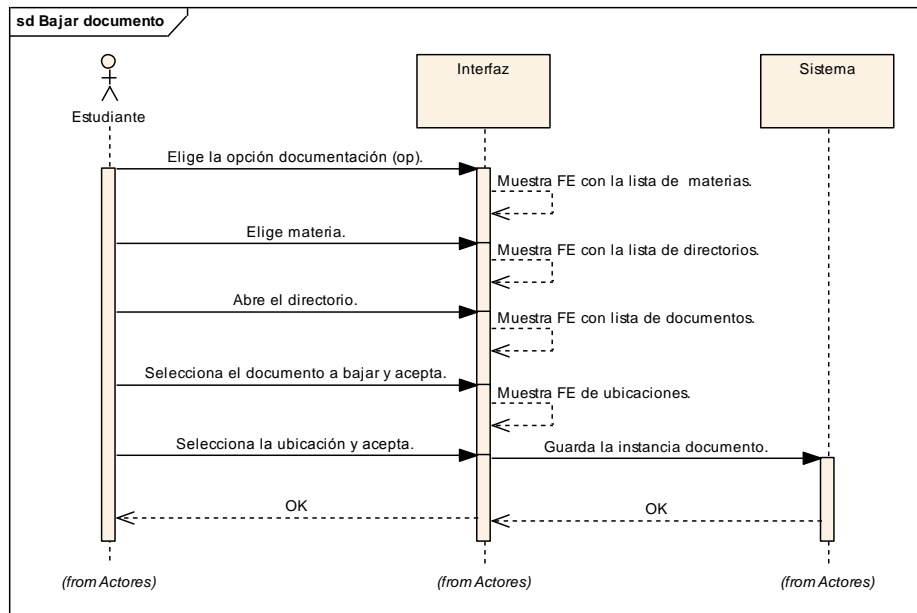 sd Bajar documento
Interfaz
Sistema
Estudiante
Elige la opción documentación (op).
Muestra FE con la lista de materias.
Elige materia.
Muestra FE con la lista de directorios.
Abre el directorio.
Muestra FE con lista de documentos.
Selecciona el documento a bajar y acepta.
Muestra FE de ubicaciones.
Selecciona la ubicación y acepta.
Guarda la instancia documento.
OK
OK
(from Actores)
(from Actores)
(from Actores)